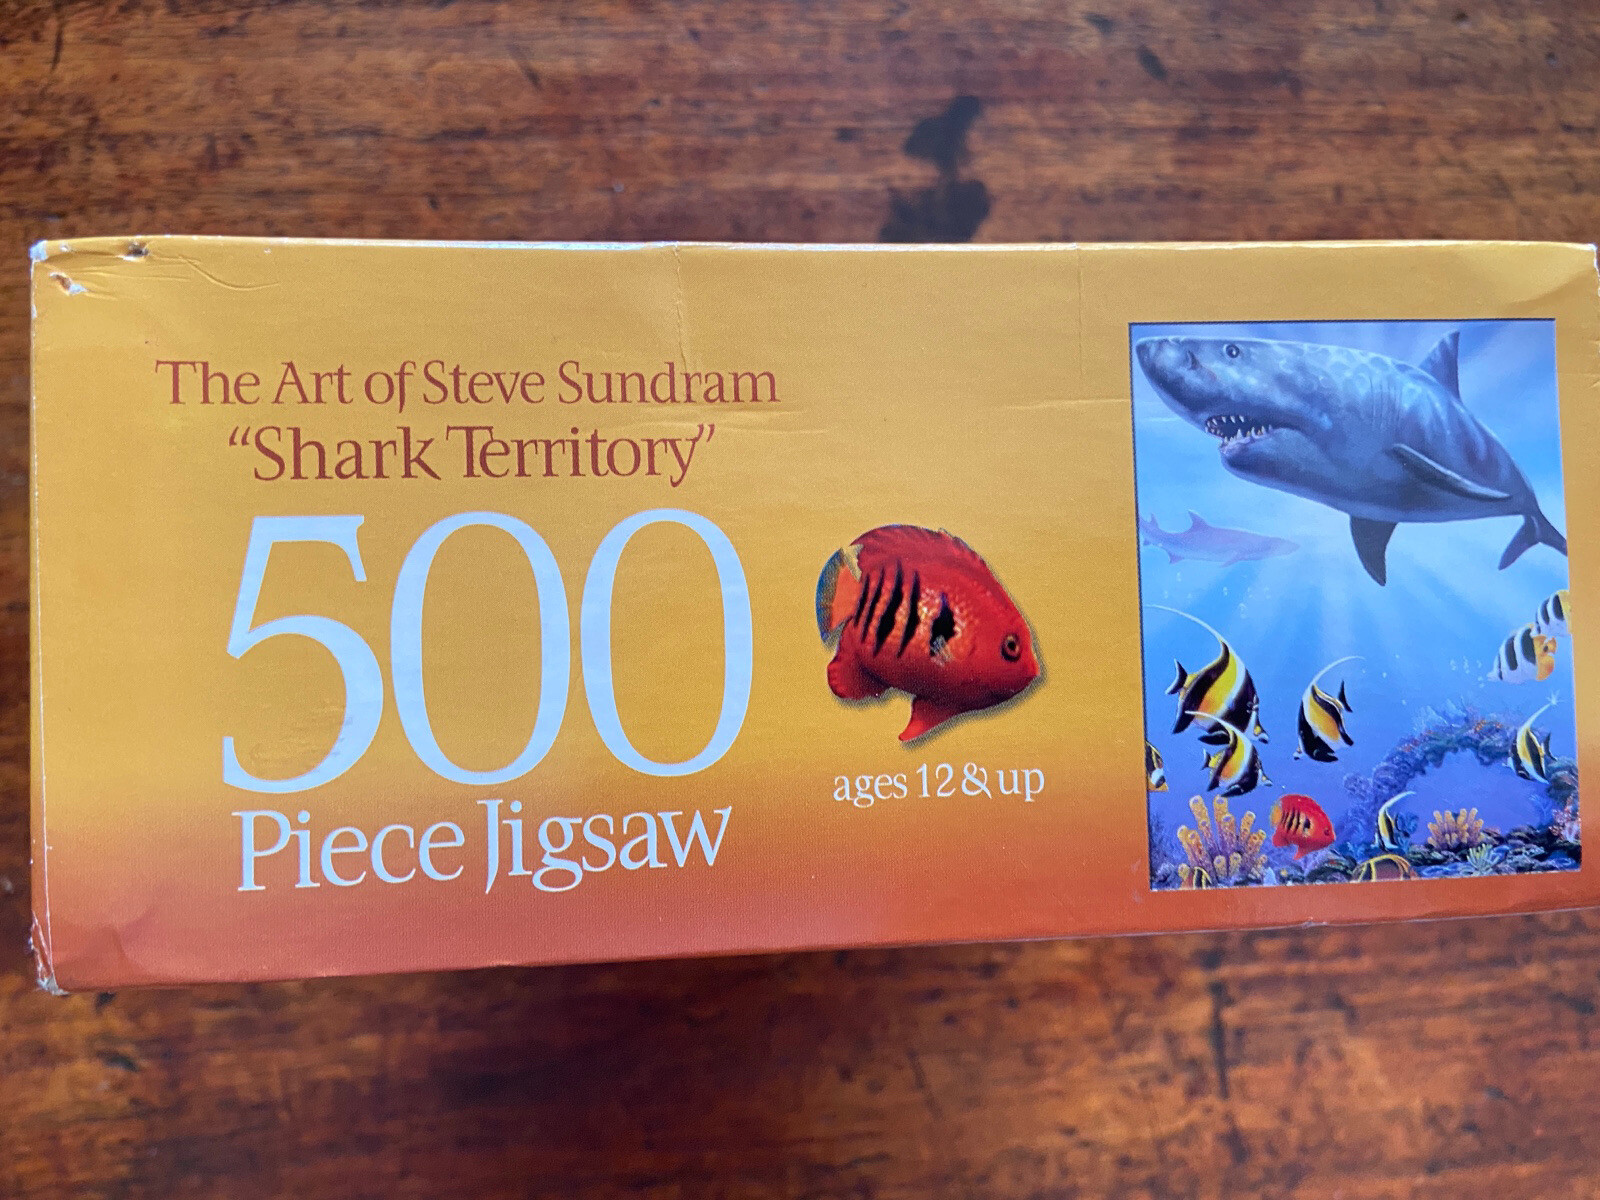 The Art of Steve Sundram
“Shark Territory”
500
Piece Jigsaw
ages 12 & up